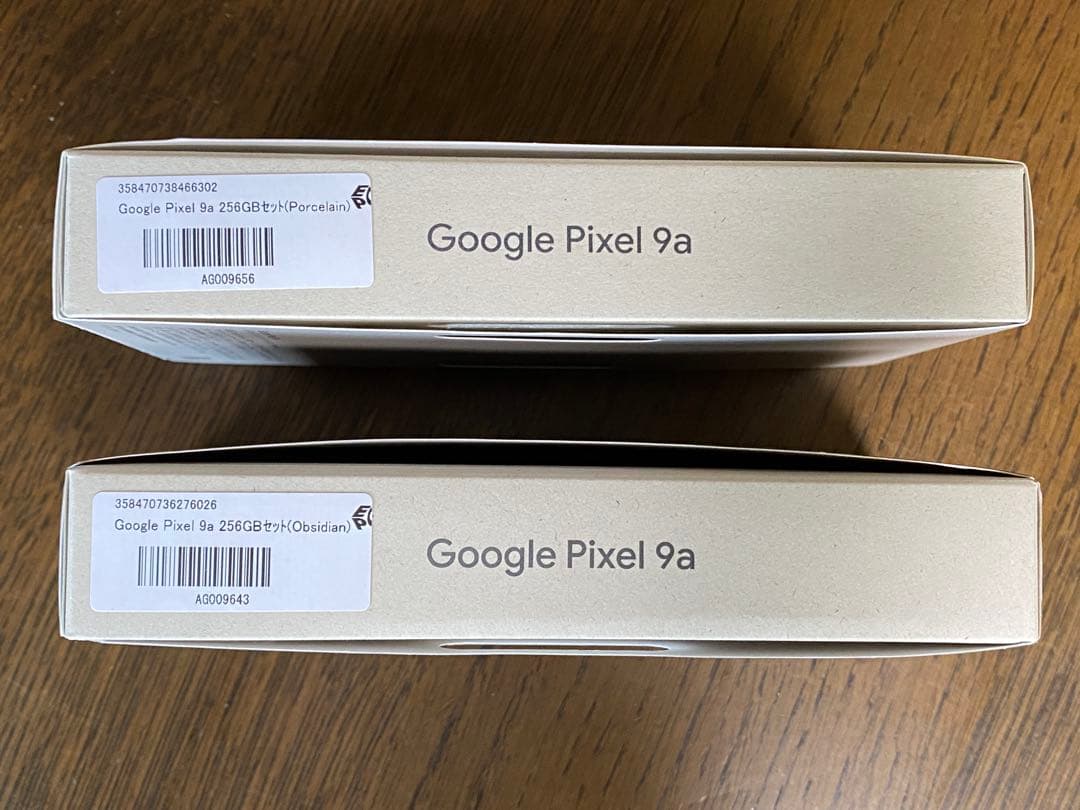 358470738466302
Google Pixel 9a 256GBｾｯﾄ(Porcelain)
AG009656
Google Pixel 9a
358470736276026
Google Pixel 9a 256GBｾｯﾄ(Obsidian)
AG009643
Google Pixel 9a